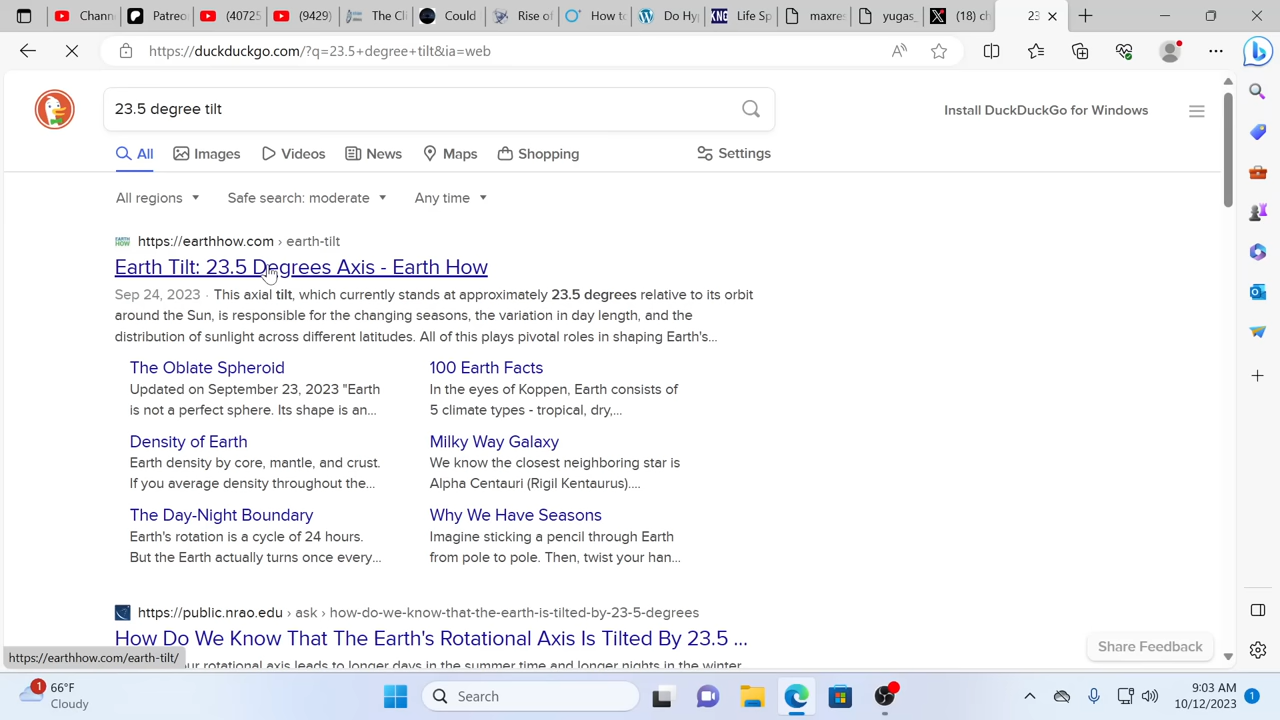 (40725
(9429)
The Cl
Could
Rise of
How to
Do Hy
KNO
maxres
yugas_
(18) ch
23
https://duckduckgo.com/?q=23.5+degree+tilt&ia=web
23.5 degree tilt
Install DuckDuckGo for Windows
All Images Videos News Maps Shopping Settings
All regions Safe search: moderate Any time
EARTH HOW https://earthhow.com › earth-tilt
Earth Tilt: 23.5 Degrees Axis - Earth How
Sep 24, 2023 · This axial tilt, which currently stands at approximately 23.5 degrees relative to its orbit
around the Sun, is responsible for the changing seasons, the variation in day length, and the
distribution of sunlight across different latitudes. All of this plays pivotal roles in shaping Earth's...
The Oblate Spheroid
Updated on September 23, 2023 "Earth
is not a perfect sphere. Its shape is an...
100 Earth Facts
In the eyes of Koppen, Earth consists of
5 climate types - tropical, dry,...
Density of Earth
Earth density by core, mantle, and crust.
If you average density throughout the...
Milky Way Galaxy
We know the closest neighboring star is
Alpha Centauri (Rigil Kentaurus)....
The Day-Night Boundary
Earth's rotation is a cycle of 24 hours.
But the Earth actually turns once every...
Why We Have Seasons
Imagine sticking a pencil through Earth
from pole to pole. Then, twist your han...
https://public.nrao.edu › ask › how-do-we-know-that-the-earth-is-tilted-by-23-5-degrees
How Do We Know That The Earth's Rotational Axis Is Tilted By 23.5 ...
ur rotational axis leads to longer days in the summer time and longer nights in the winter
https://earthhow.com/earth-tilt/
Share Feedback
1
66°F
Cloudy
Search
9:03 AM
10/12/2023
1